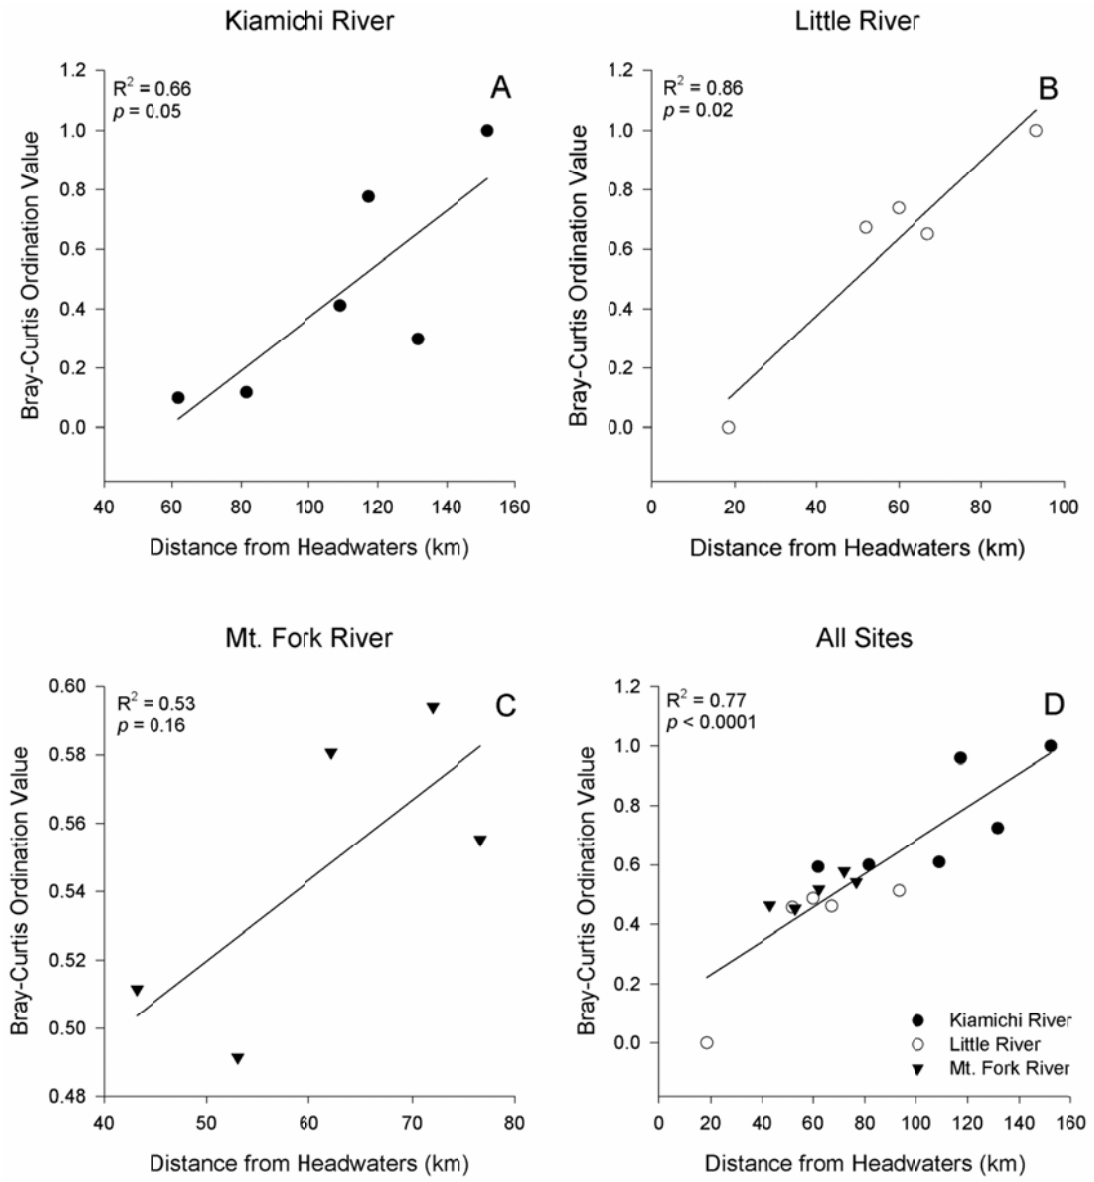 Kiamichi River
A
R² = 0.66
p = 0.05
Bray-Curtis Ordination Value
1.2
1.0
0.8
0.6
0.4
0.2
0.0
40 60 80 100 120 140 160
Distance from Headwaters (km)
Little River
B
R² = 0.86
p = 0.02
Bray-Curtis Ordination Value
1.2
1.0
0.8
0.6
0.4
0.2
0.0
0 20 40 60 80 100
Distance from Headwaters (km)
Mt. Fork River
C
R² = 0.53
p = 0.16
Bray-Curtis Ordination Value
0.60
0.58
0.56
0.54
0.52
0.50
0.48
40 50 60 70 80
Distance from Headwaters (km)
All Sites
D
R² = 0.77
p < 0.0001
Bray-Curtis Ordination Value
1.2
1.0
0.8
0.6
0.4
0.2
0.0
Kiamichi River
Little River
Mt. Fork River
0 20 40 60 80 100 120 140 160
Distance from Headwaters (km)